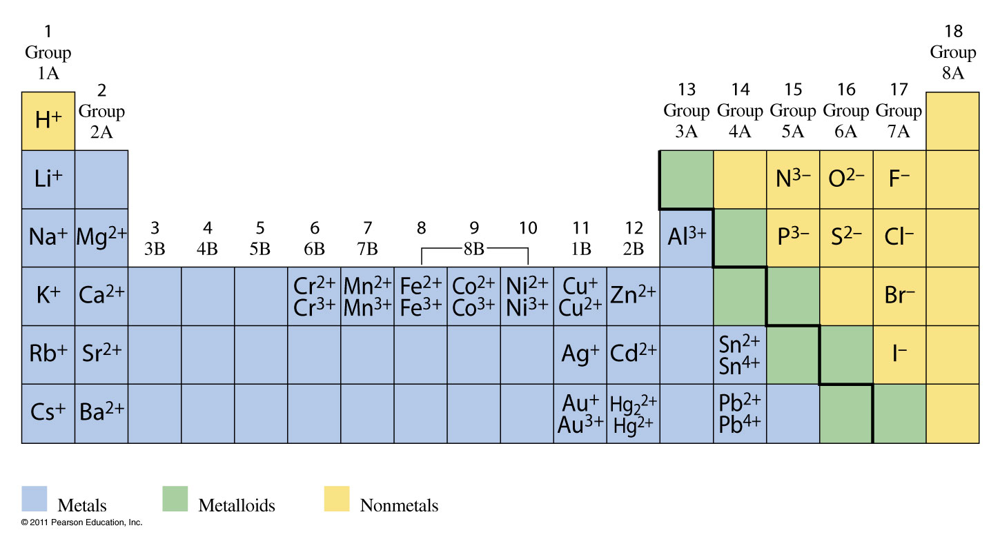 1
Group
1A
18
Group
8A
2
Group
2A
13
Group
3A
14
Group
4A
15
Group
5A
16
Group
6A
17
Group
7A
H+
Li+
N3– O2– F–
3
3B
4
4B
5
5B
6
6B
7
7B
8 9 10
8B
11
1B
12
2B
Na+ Mg2+ Al3+ P3– S2– Cl–
K+ Ca2+
Cr2+
Cr3+
Mn2+
Mn3+
Fe2+
Fe3+
Co2+
Co3+
Ni2+
Ni3+
Cu+
Cu2+
Zn2+
Br–
Rb+ Sr2+ Ag+ Cd2+
Sn2+
Sn4+
I–
Cs+ Ba2+
Au+
Au3+
Hg22+
Hg2+
Pb2+
Pb4+
Metals Metalloids Nonmetals
© 2011 Pearson Education, Inc.